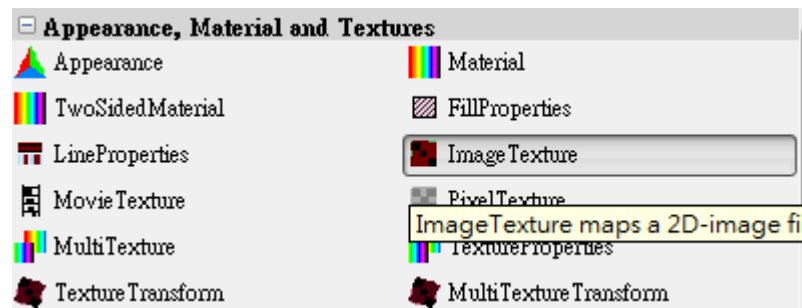 Appearance, Material and Textures
Appearance
Material
TwoSidedMaterial
FillProperties
LineProperties
ImageTexture
MovieTexture
PixelTexture
ImageTexture maps a 2D-image fi
MultiTexture
TextureProperties
TextureTransform
MultiTextureTransform